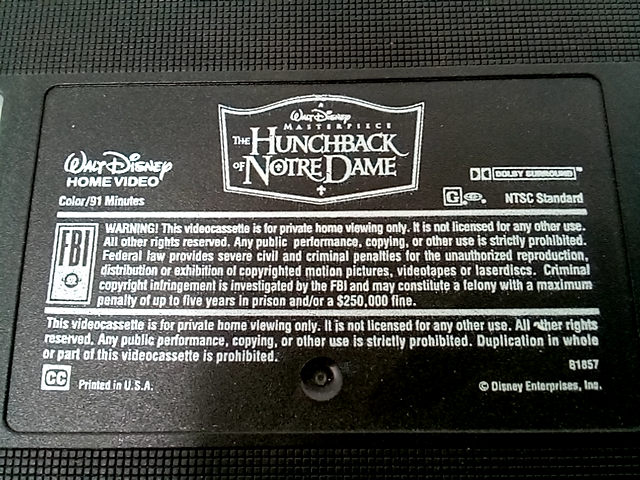 WALT DISNEY
MASTERPIECE
THE HUNCHBACK
OF NOTRE DAME
WALT DISNEY
HOME VIDEO
Color/91 Minutes
DOLBY SURROUND
G NTSC Standard
FBI
WARNING! This videocassette is for private home viewing only. It is not licensed for any other use.
All other rights reserved. Any public performance, copying, or other use is strictly prohibited.
Federal law provides severe civil and criminal penalties for the unauthorized reproduction,
distribution or exhibition of copyrighted motion pictures, videotapes or laserdiscs. Criminal
copyright infringement is investigated by the FBI and may constitute a felony with a maximum
penalty of up to five years in prison and/or a $250,000 fine.
This videocassette is for private home viewing only. It is not licensed for any other use. All other rights
reserved. Any public performance, copying, or other use is strictly prohibited. Duplication in whole
or part of this videocassette is prohibited.
B1857
CC Printed in U.S.A.
© Disney Enterprises, Inc.